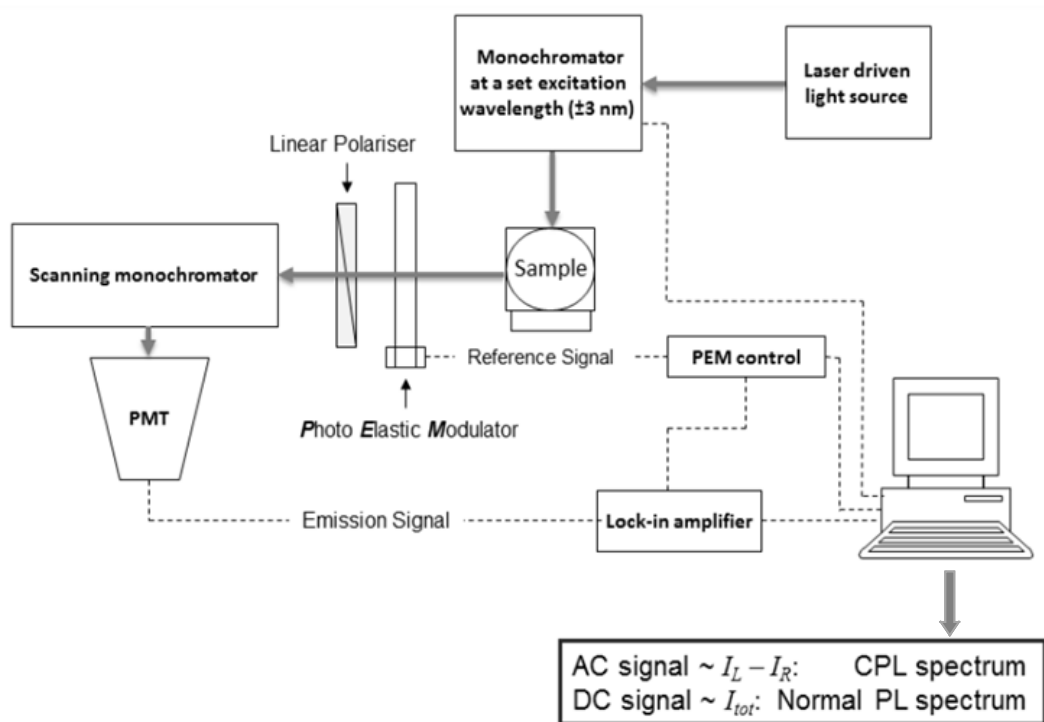 Monochromator
at a set excitation
wavelength (±3 nm)
Laser driven
light source
Linear Polariser
Scanning monochromator
Sample
Reference Signal
PEM control
PMT
Photo Elastic Modulator
Emission Signal
Lock-in amplifier
AC signal ~ I_L – I_R: CPL spectrum
DC signal ~ I_tot: Normal PL spectrum